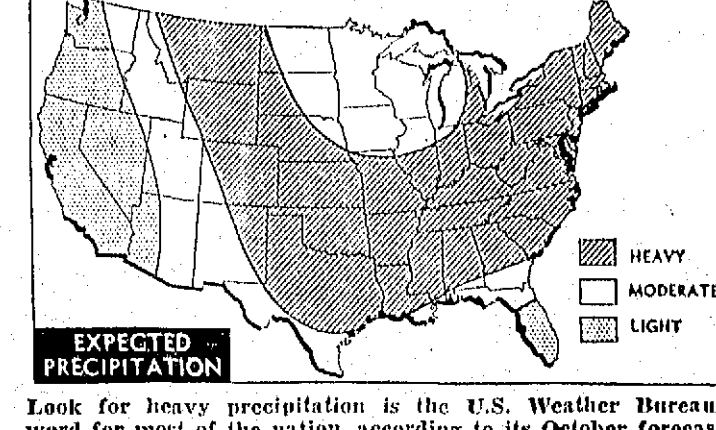 HEAVY
MODERATE
LIGHT
EXPECTED
PRECIPITATION
Look for heavy precipitation is the U.S. Weather Bureau
word for most of the nation, according to its October forecas